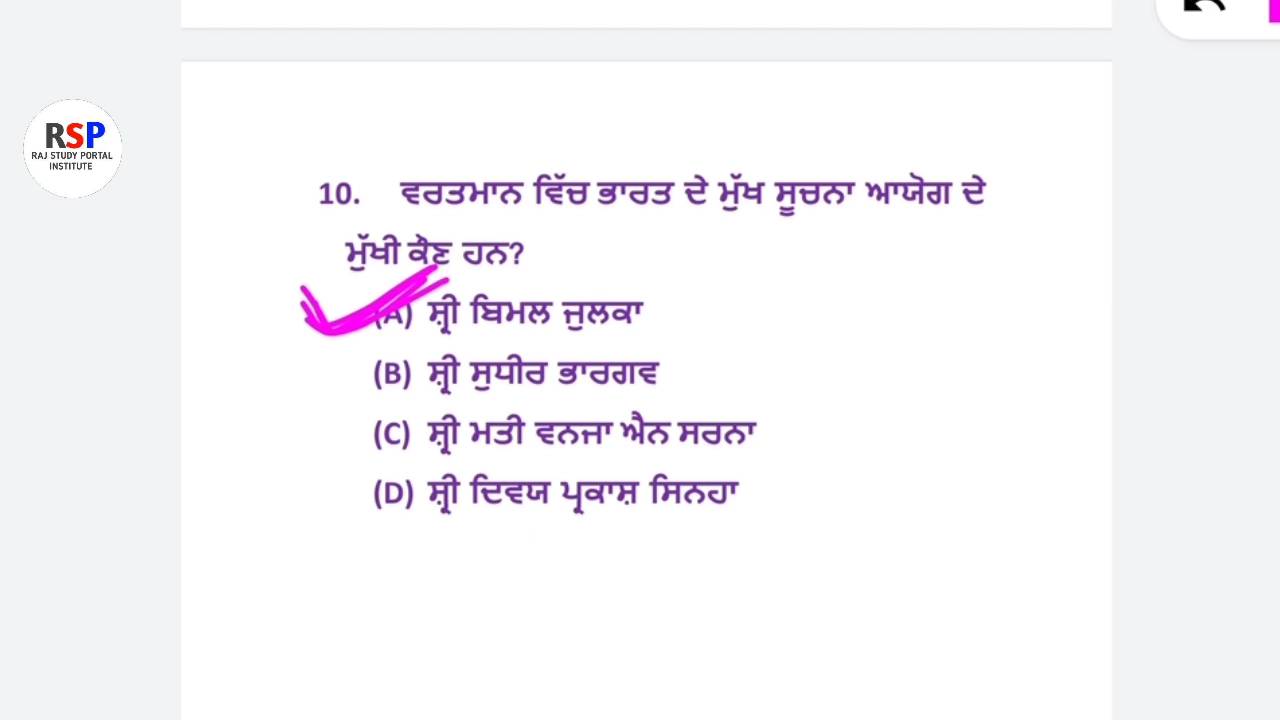 RSP
RAJ STUDY PORTAL
INSTITUTE
10. ਵਰਤਮਾਨ ਵਿੱਚ ਭਾਰਤ ਦੇ ਮੁੱਖ ਸੂਚਨਾ ਆਯੋਗ ਦੇ
ਮੁੱਖੀ ਕੌਣ ਹਨ?
(A) ਸ਼੍ਰੀ ਬਿਮਲ ਜੁਲਕਾ
(B) ਸ਼੍ਰੀ ਸੁਧੀਰ ਭਾਰਗਵ
(C) ਸ਼੍ਰੀ ਮਤੀ ਵਨਜਾ ਐਨ ਸਰਨਾ
(D) ਸ਼੍ਰੀ ਦਿਵਯ ਪ੍ਰਕਾਸ਼ ਸਿਨਹਾ